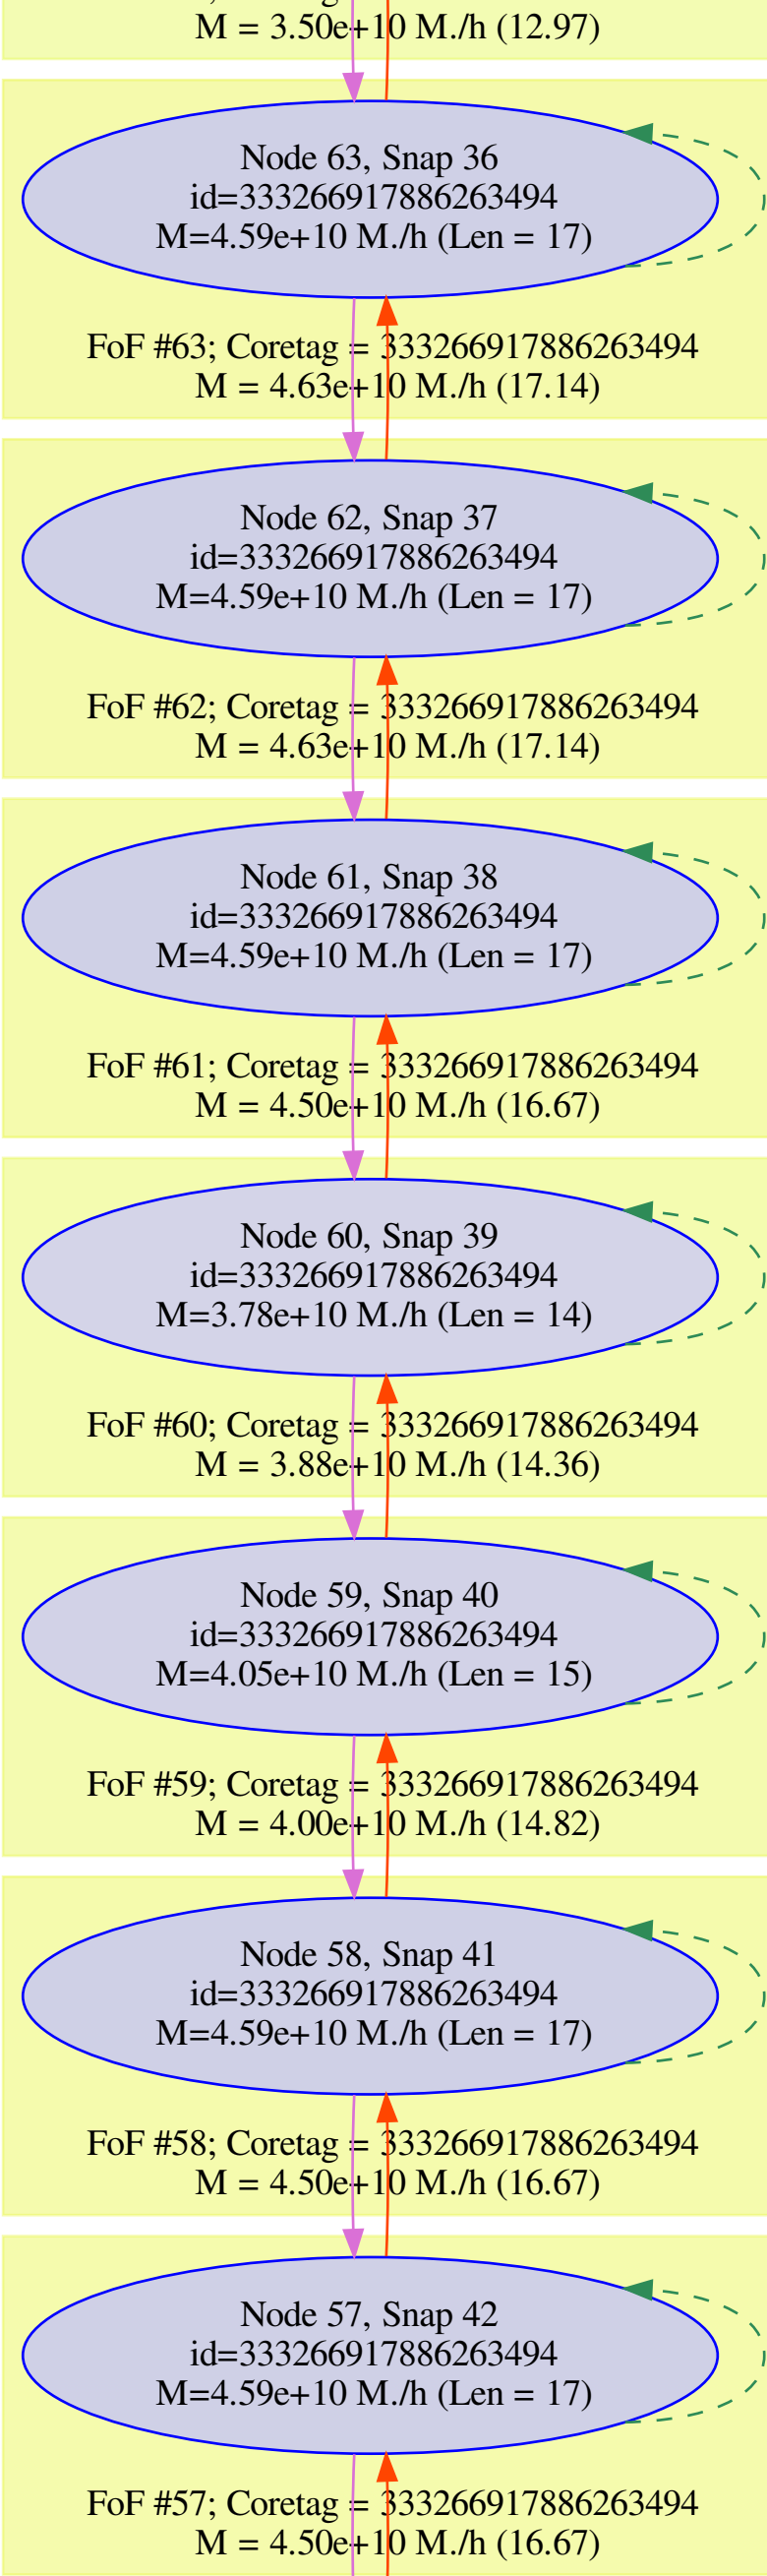 M = 3.50e+10 M./h (12.97)
Node 63, Snap 36
id=333266917886263494
M=4.59e+10 M./h (Len = 17)
FoF #63; Coretag = 333266917886263494
M = 4.63e+10 M./h (17.14)
Node 62, Snap 37
id=333266917886263494
M=4.59e+10 M./h (Len = 17)
FoF #62; Coretag = 333266917886263494
M = 4.63e+10 M./h (17.14)
Node 61, Snap 38
id=333266917886263494
M=4.59e+10 M./h (Len = 17)
FoF #61; Coretag = 333266917886263494
M = 4.50e+10 M./h (16.67)
Node 60, Snap 39
id=333266917886263494
M=3.78e+10 M./h (Len = 14)
FoF #60; Coretag = 333266917886263494
M = 3.88e+10 M./h (14.36)
Node 59, Snap 40
id=333266917886263494
M=4.05e+10 M./h (Len = 15)
FoF #59; Coretag = 333266917886263494
M = 4.00e+10 M./h (14.82)
Node 58, Snap 41
id=333266917886263494
M=4.59e+10 M./h (Len = 17)
FoF #58; Coretag = 333266917886263494
M = 4.50e+10 M./h (16.67)
Node 57, Snap 42
id=333266917886263494
M=4.59e+10 M./h (Len = 17)
FoF #57; Coretag = 333266917886263494
M = 4.50e+10 M./h (16.67)